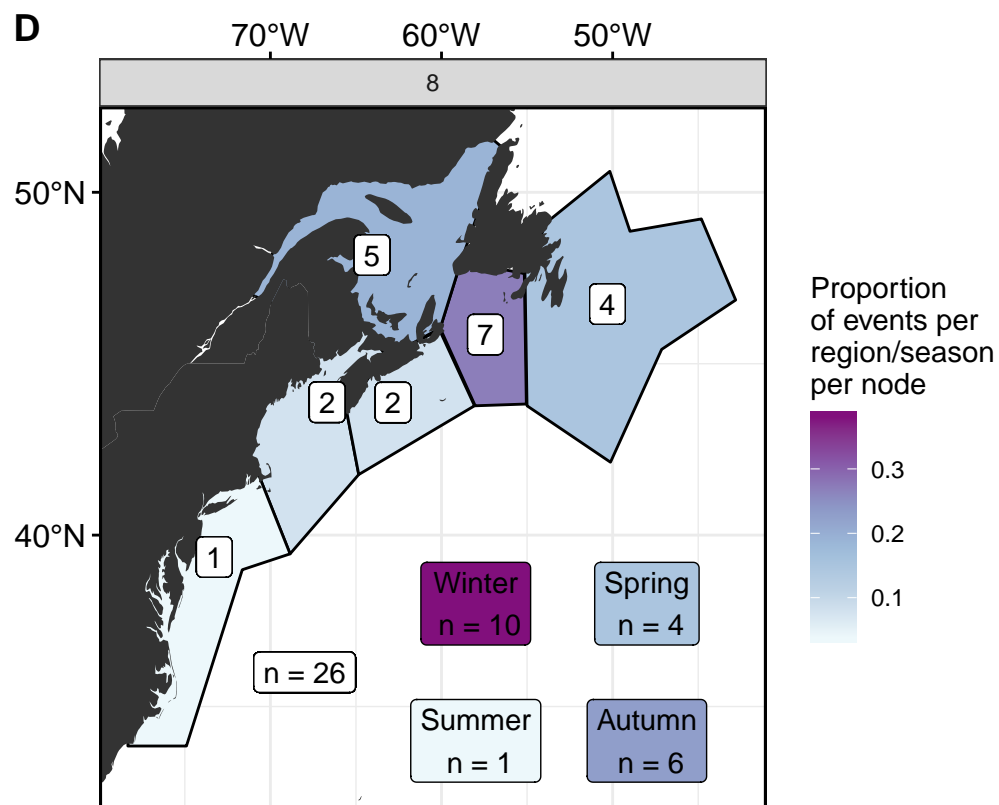 D
70°W 60°W 50°W
8
50°N
40°N
5
7
4
2
2
1
Winter
n = 10
Spring
n = 4
n = 26
Summer
n = 1
Autumn
n = 6
Proportion
of events per
region/season
per node
0.3
0.2
0.1